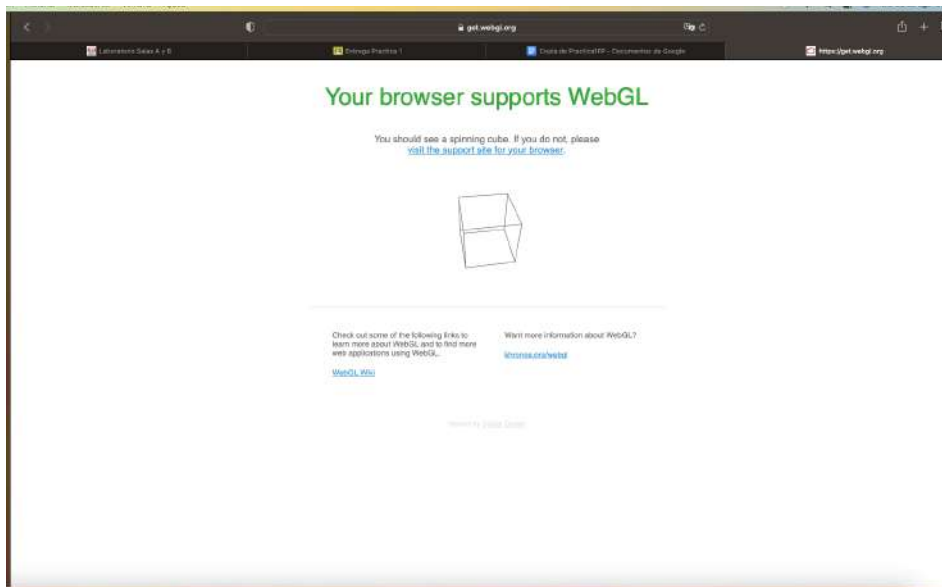 get.webgl.org
Laboratorio Salas A y B
Entrega Practica 1
Copia de Practica1FP - Documentos de Google
https://get.webgl.org
Your browser supports WebGL
You should see a spinning cube. If you do not, please
visit the support site for your browser.
Check out some of the following links to
learn more about WebGL and to find more
web applications using WebGL.
WebGL Wiki
Want more information about WebGL?
khronos.org/webgl